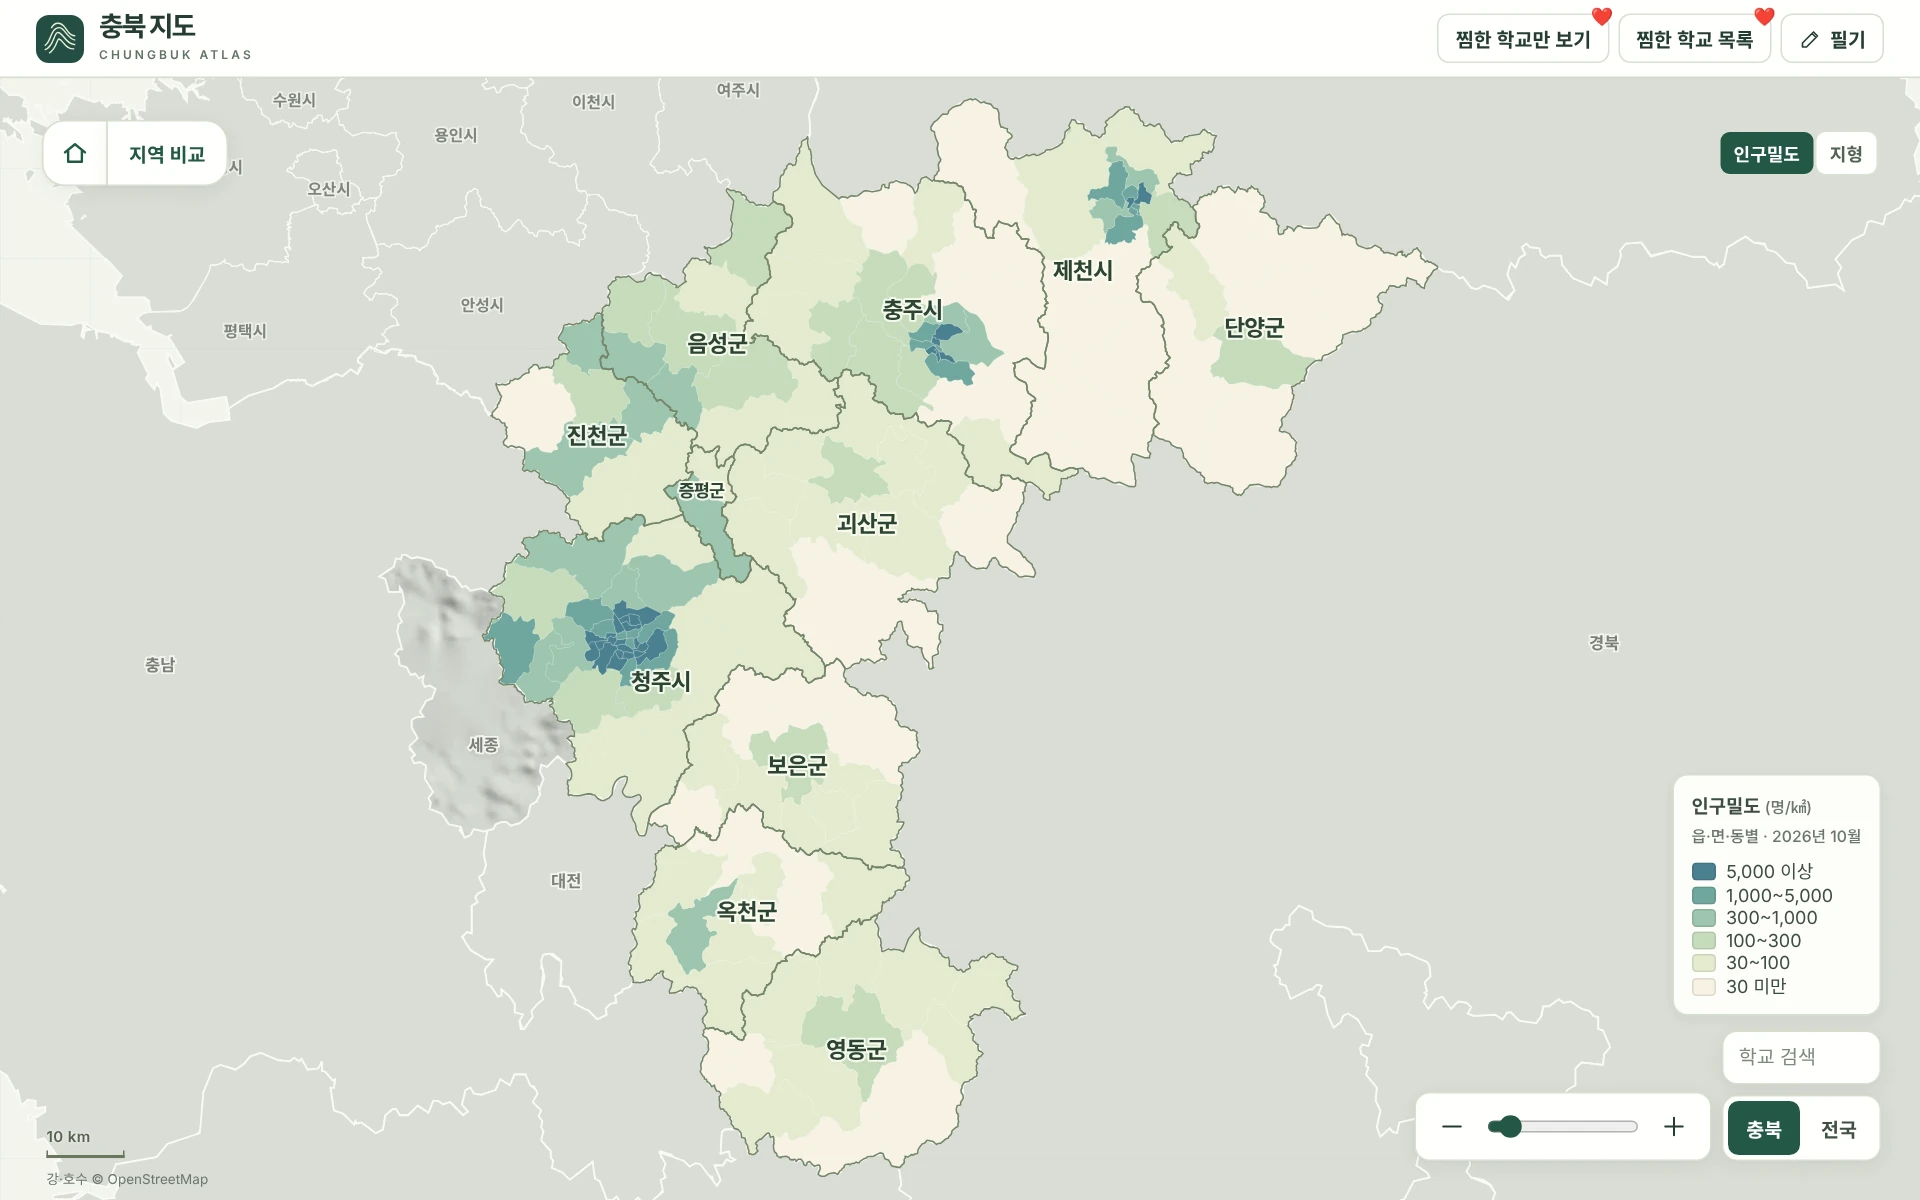 충북 지도
CHUNGBUK ATLAS
찜한 학교만 보기
찜한 학교 목록
필기
지역 비교
시
인구밀도
지형
수원시
이천시
여주시
용인시
오산시
안성시
평택시
제천시
충주시
단양군
음성군
진천군
증평군
괴산군
청주시
충남
세종
경북
보은군
대전
옥천군
영동군
인구밀도 (명/㎢)
읍·면·동별 · 2026년 10월
5,000 이상
1,000~5,000
300~1,000
100~300
30~100
30 미만
학교 검색
충북
전국
10 km
강·호수 © OpenStreetMap